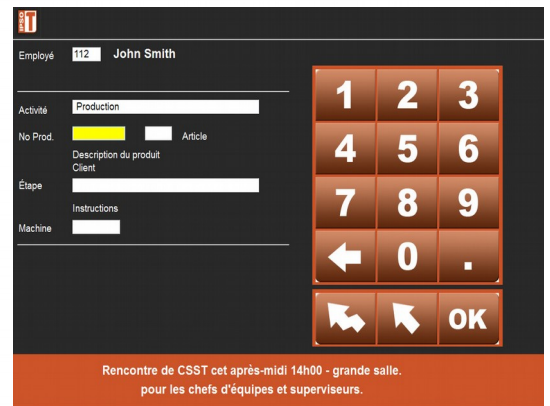 IPSO T
Employé 112 John Smith
Activité Production
No Prod. Article
Description du produit
Client
Étape
Instructions
Machine
1 2 3
4 5 6
7 8 9
0 .
OK
Rencontre de CSST cet après-midi 14h00 - grande salle.
pour les chefs d'équipes et superviseurs.